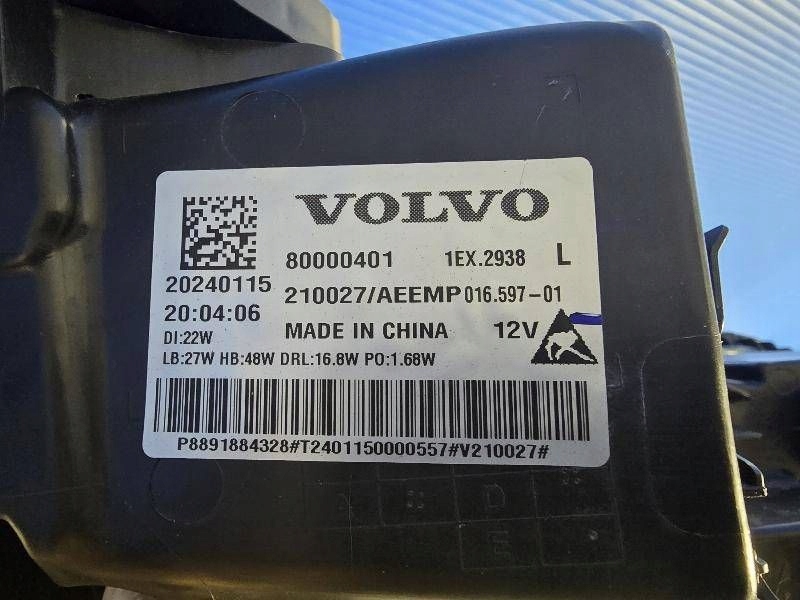 VOLVO
80000401 1EX.2938 L
20240115 210027/AEEMP 016.597-01
20:04:06 MADE IN CHINA 12V
DI:22W
LB:27W HB:48W DRL:16.8W PO:1.68W
P8891884328#T2401150000557#V210027#
D
E